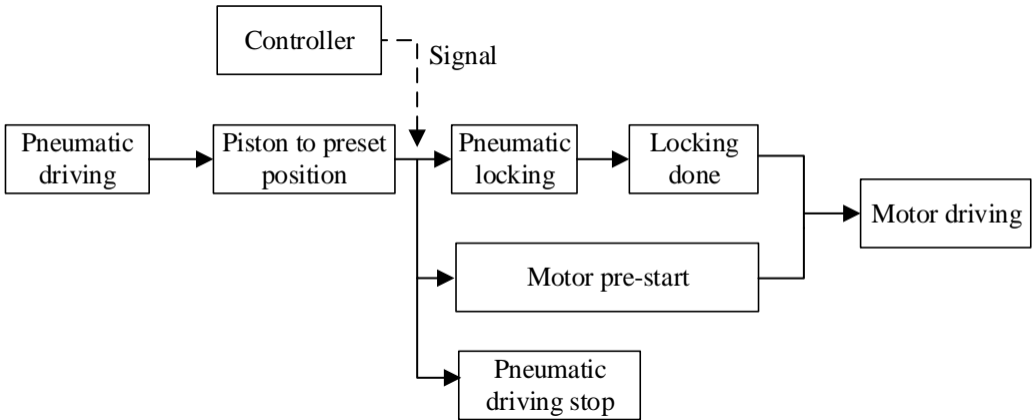 Controller
Signal
Pneumatic
driving
Piston to preset
position
Pneumatic
locking
Locking
done
Motor driving
Motor pre-start
Pneumatic
driving stop